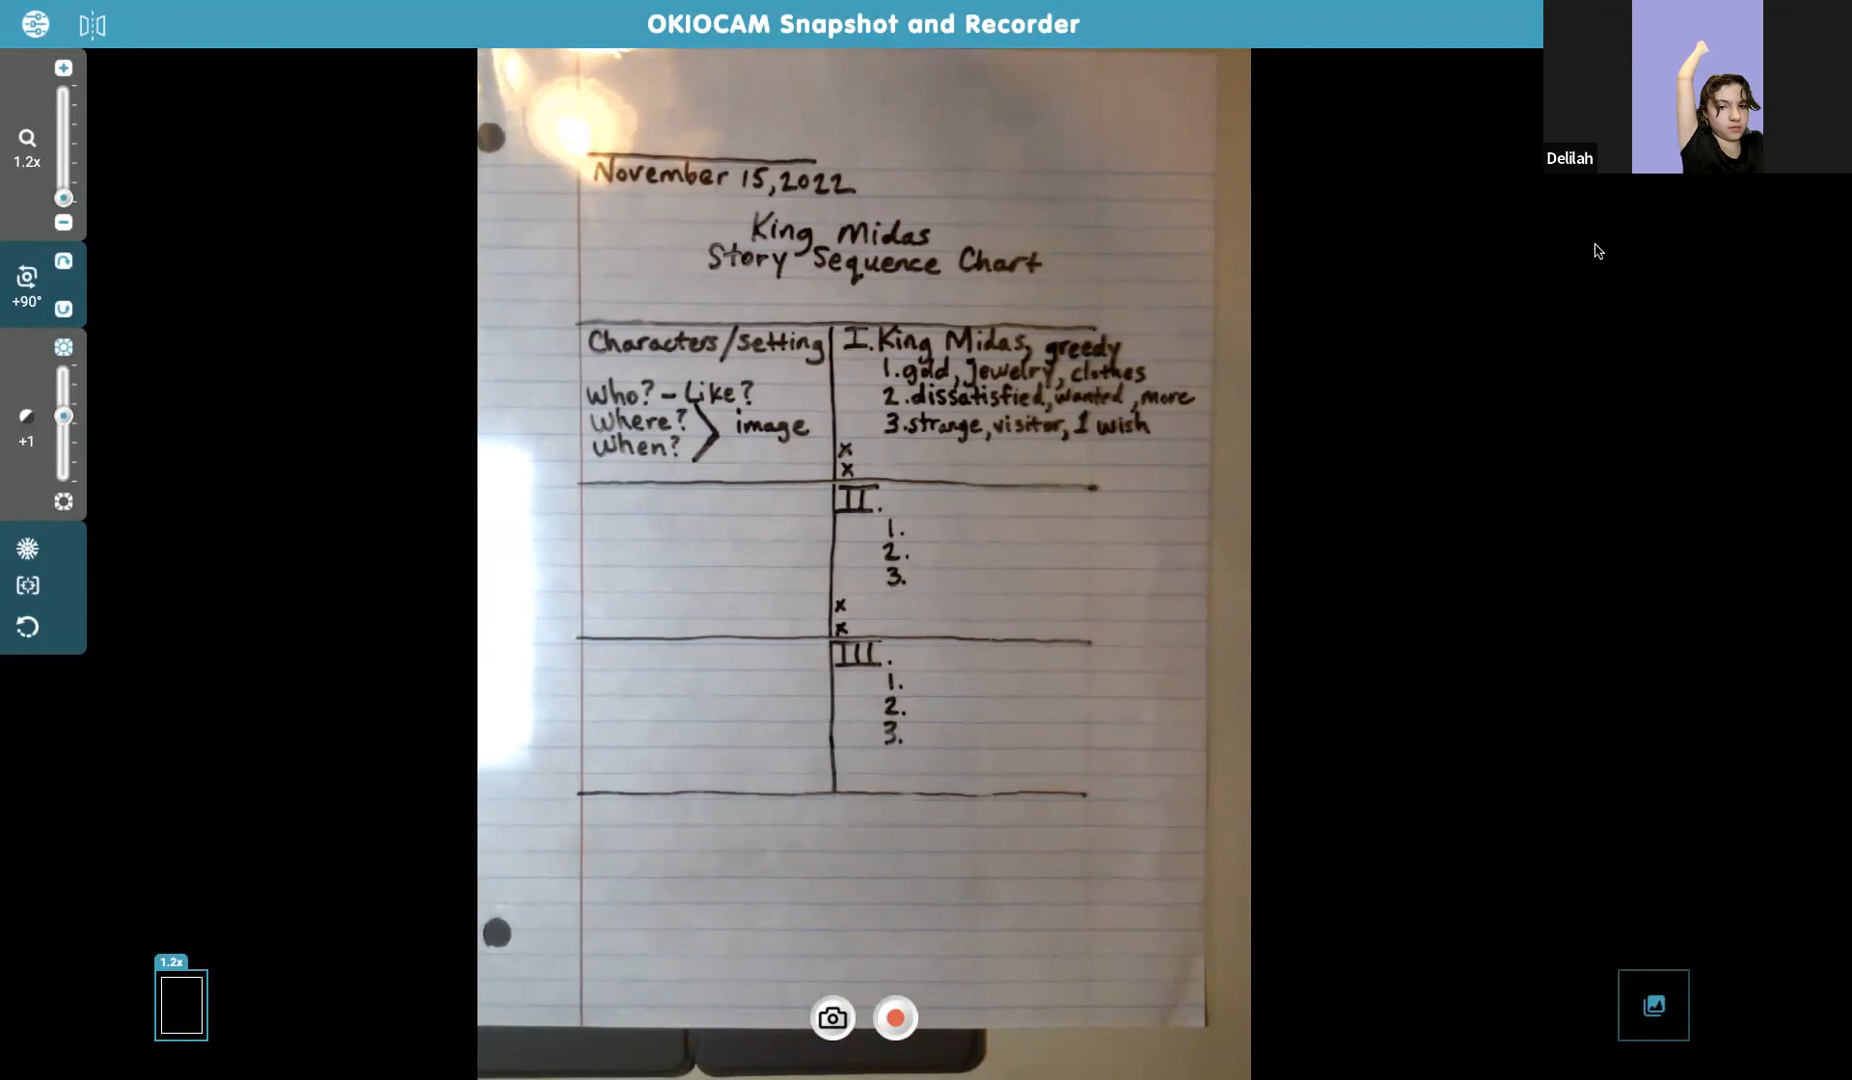 OKIOCAM Snapshot and Recorder
1.2x
+90°
+1
Delilah
November 15, 2022
King Midas
Story Sequence Chart
Characters/setting
Who? - Like?
Where?
When?
image
I. King Midas, greedy
1. gold, jewelry, clothes
2. dissatisfied, wanted, more
3. strange, visitor, 1 wish
x
x
II.
1.
2.
3.
x
x
III.
1.
2.
3.
1.2x